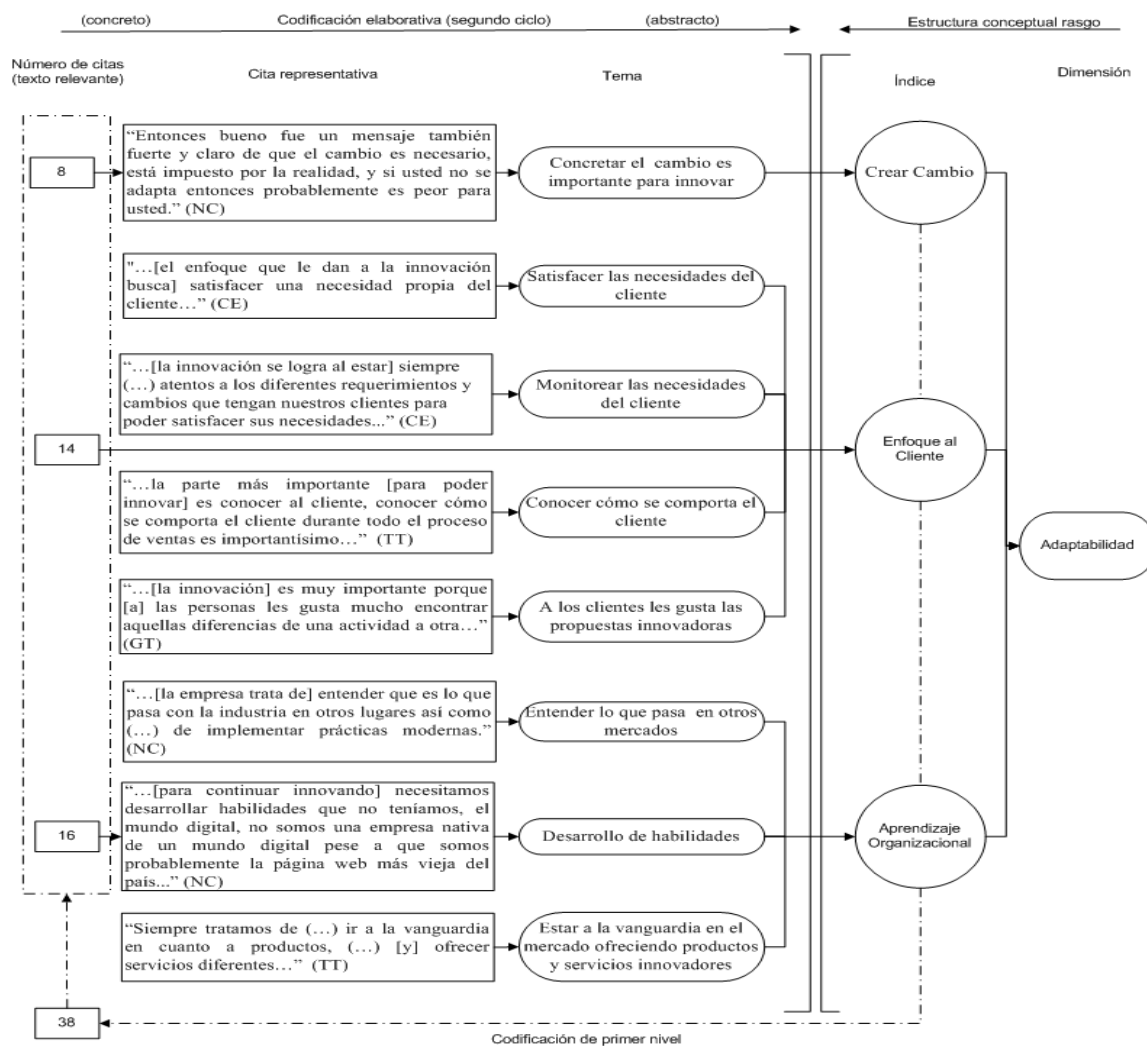 (concreto)
Codificación elaborativa (segundo ciclo)
(abstracto)
Estructura conceptual rasgo
Número de citas
(texto relevante)
Cita representativa
Tema
Índice
Dimensión
8
“Entonces bueno fue un mensaje también
fuerte y claro de que el cambio es necesario,
está impuesto por la realidad, y si usted no se
adapta entonces probablemente es peor para
usted.” (NC)
Concretar el cambio es
importante para innovar
Crear Cambio
"…[el enfoque que le dan a la innovación
busca] satisfacer una necesidad propia del
cliente…” (CE)
Satisfacer las necesidades del
cliente
“…[la innovación se logra al estar] siempre
(…) atentos a los diferentes requerimientos y
cambios que tengan nuestros clientes para
poder satisfacer sus necesidades...” (CE)
Monitorear las necesidades
del cliente
14
Enfoque al
Cliente
“…la parte más importante [para poder
innovar] es conocer al cliente, conocer cómo
se comporta el cliente durante todo el proceso
de ventas es importantísimo…” (TT)
Conocer cómo se comporta el
cliente
Adaptabilidad
“…[la innovación] es muy importante porque
[a] las personas les gusta mucho encontrar
aquellas diferencias de una actividad a otra…”
(GT)
A los clientes les gusta las
propuestas innovadoras
“…[la empresa trata de] entender que es lo que
pasa con la industria en otros lugares así como
(…) de implementar prácticas modernas.”
(NC)
Entender lo que pasa en otros
mercados
16
“…[para continuar innovando] necesitamos
desarrollar habilidades que no teníamos, el
mundo digital, no somos una empresa nativa
de un mundo digital pese a que somos
probablemente la página web más vieja del
país...” (NC)
Desarrollo de habilidades
Aprendizaje
Organizacional
“Siempre tratamos de (…) ir a la vanguardia
en cuanto a productos, (…) [y] ofrecer
servicios diferentes…” (TT)
Estar a la vanguardia en el
mercado ofreciendo productos
y servicios innovadores
38
Codificación de primer nivel